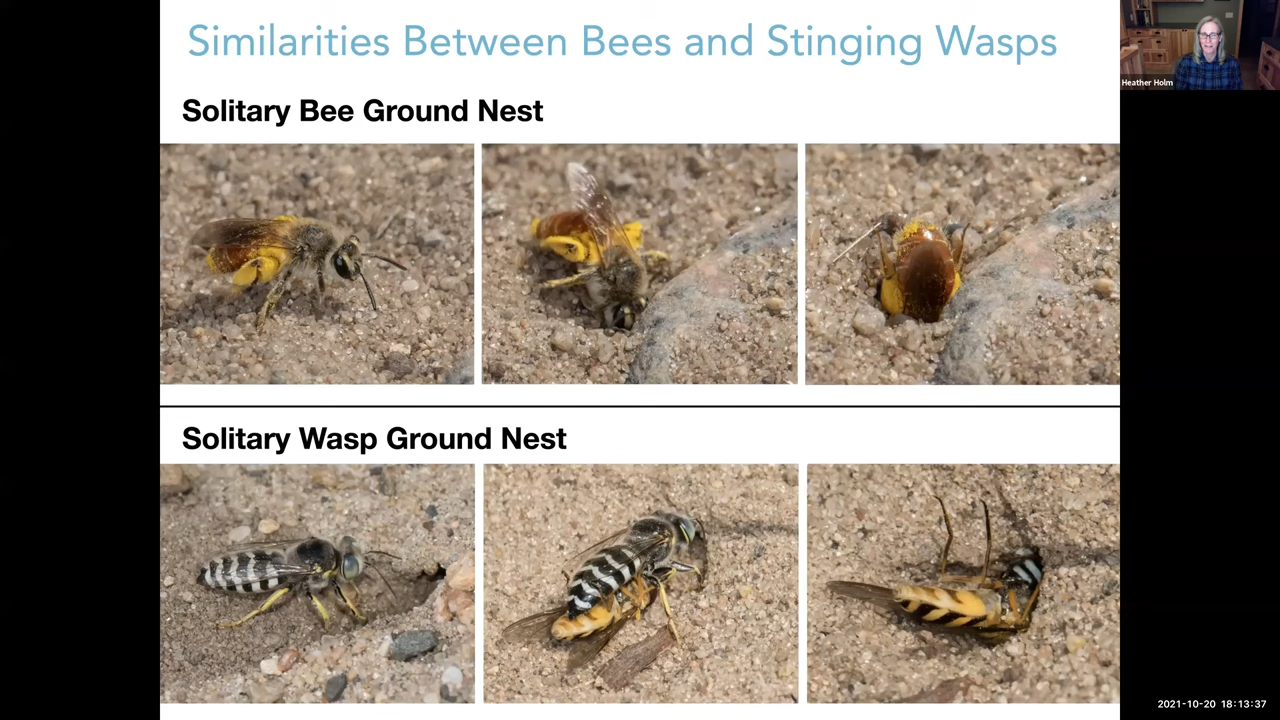 Similarities Between Bees and Stinging Wasps
Heather Holm
Solitary Bee Ground Nest
Solitary Wasp Ground Nest
2021-10-20 18:13:37